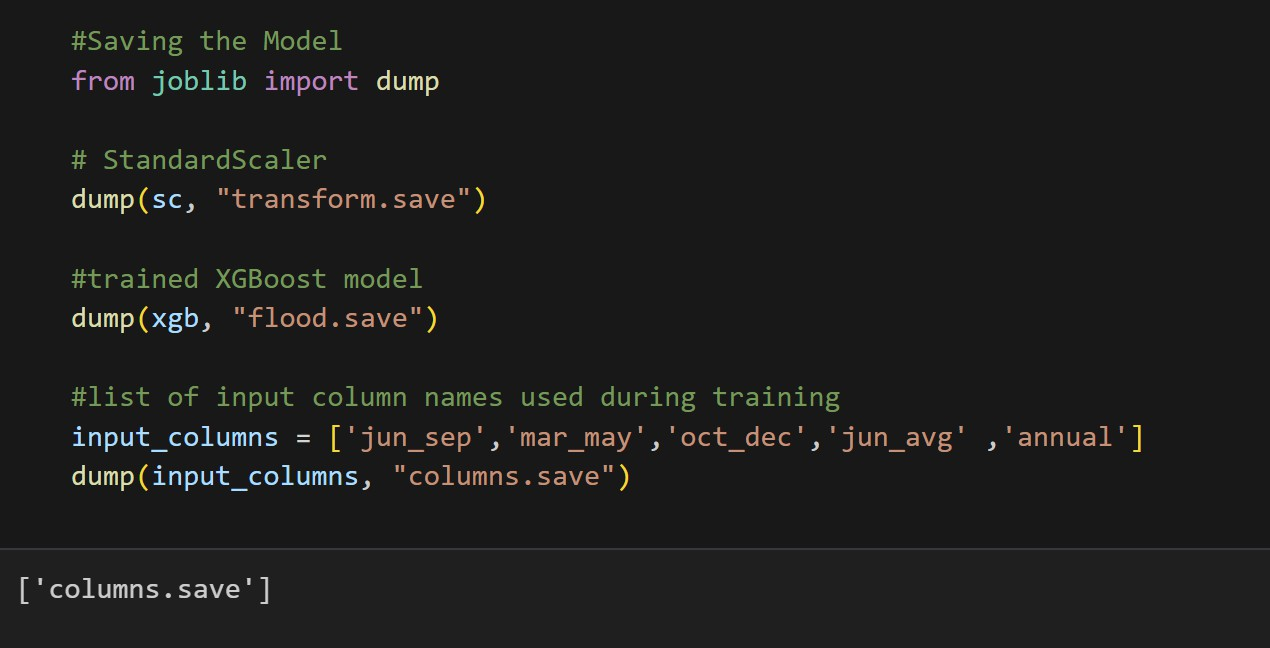 #Saving the Model
from joblib import dump
# StandardScaler
dump(sc, "transform.save")
#trained XGBoost model
dump(xgb, "flood.save")
#list of input column names used during training
input_columns = ['jun_sep','mar_may','oct_dec','jun_avg' ,'annual']
dump(input_columns, "columns.save")
['columns.save']